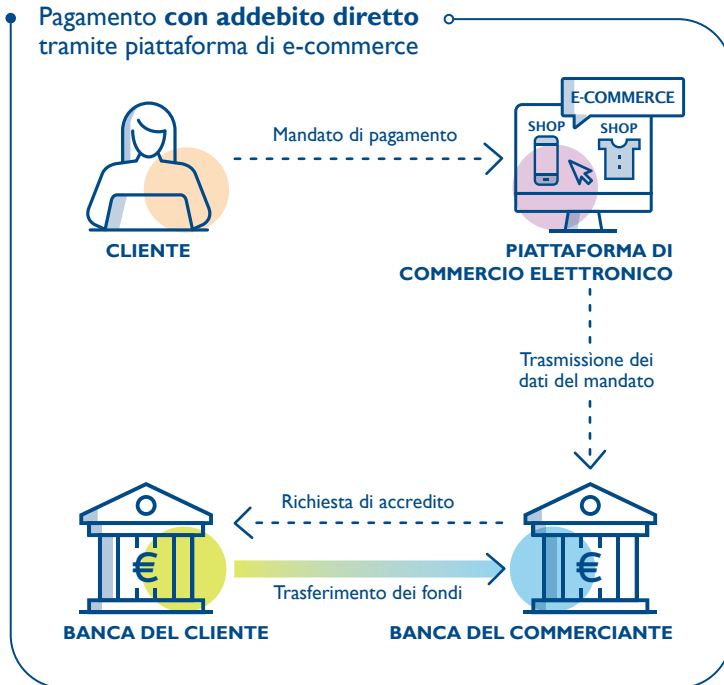 Pagamento con addebito diretto
tramite piattaforma di e-commerce
E-COMMERCE
SHOP
SHOP
Mandato di pagamento
CLIENTE
PIATTAFORMA DI
COMMERCIO ELETTRONICO
Trasmissione dei
dati del mandato
Richiesta di accredito
€
€
Trasferimento dei fondi
BANCA DEL CLIENTE
BANCA DEL COMMERCIANTE